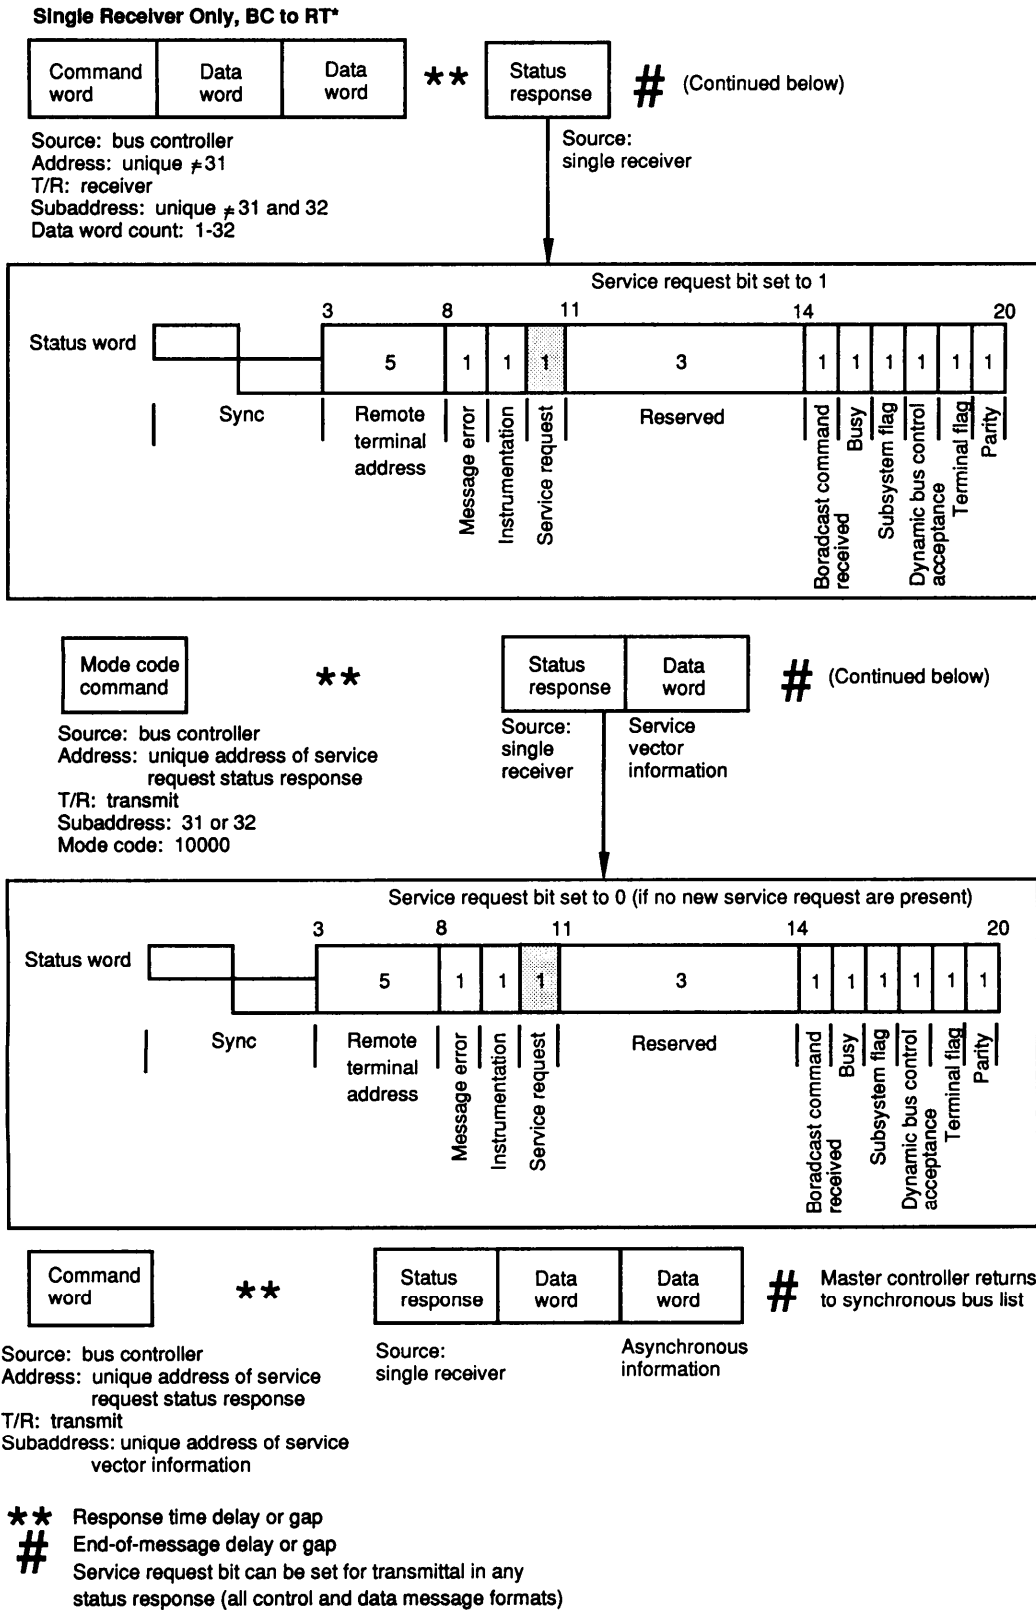 Single Receiver Only, BC to RT*
Command word
Data word
Data word
**
Status response
#
(Continued below)
Source: bus controller
Address: unique ≠31
T/R: receiver
Subaddress: unique ≠31 and 32
Data word count: 1-32
Source:
single receiver
Service request bit set to 1
3 8 11 14 20
Status word
5 1 1 1 3 1 1 1 1 1 1
Sync
Remote terminal address
Message error
Instrumentation
Service request
Reserved
Boradcast command received
Busy
Subsystem flag
Dynamic bus control acceptance
Terminal flag
Parity
Mode code command
**
Status response
Data word
#
(Continued below)
Source: bus controller
Address: unique address of service
request status response
T/R: transmit
Subaddress: 31 or 32
Mode code: 10000
Source: single receiver
Service vector information
Service request bit set to 0 (if no new service request are present)
3 8 11 14 20
Status word
5 1 1 1 3 1 1 1 1 1 1
Sync
Remote terminal address
Message error
Instrumentation
Service request
Reserved
Boradcast command received
Busy
Subsystem flag
Dynamic bus control acceptance
Terminal flag
Parity
Command word
**
Status response
Data word
Data word
#
Master controller returns
to synchronous bus list
Source: bus controller
Address: unique address of service
request status response
T/R: transmit
Subaddress: unique address of service
vector information
Source:
single receiver
Asynchronous
information
** Response time delay or gap
# End-of-message delay or gap
Service request bit can be set for transmittal in any
status response (all control and data message formats)